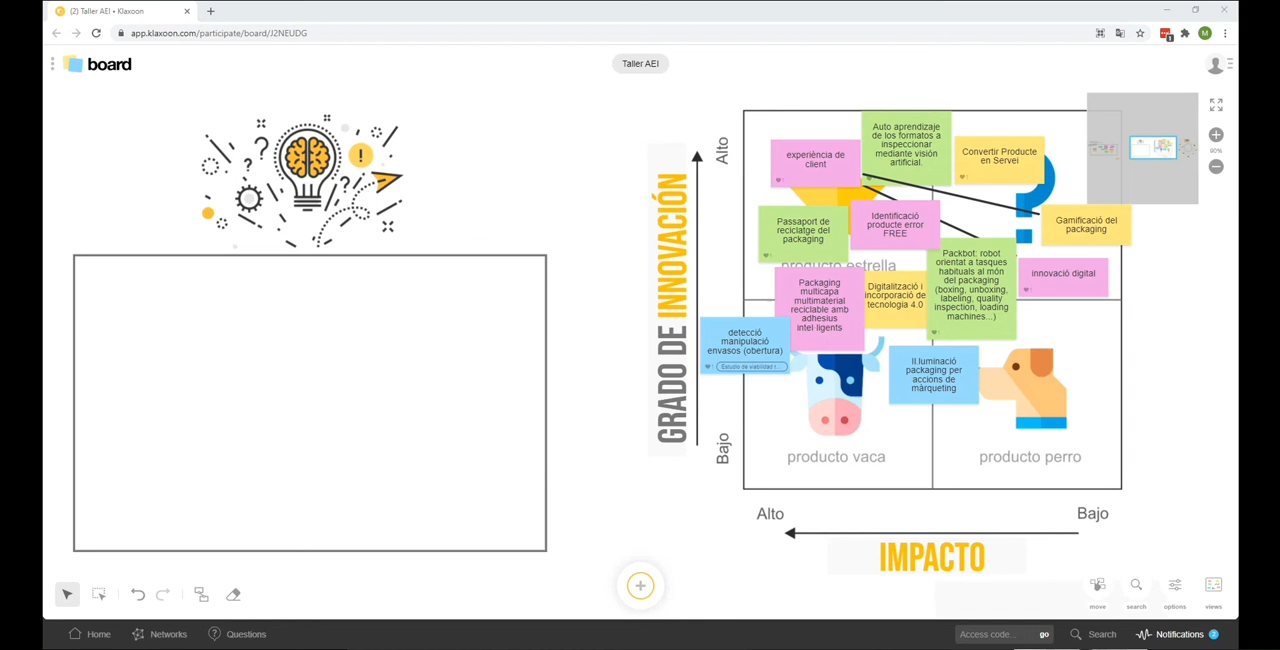 (2) Taller AEI • Klaxoon
app.klaxoon.com/participate/board/J2NEUDG
M
board
Taller AEI
90%
Alto
GRADO DE INNOVACIÓN
Bajo
experiència de
client
Auto aprendizaje
de los formatos a
inspeccionar
mediante visión
artificial.
Convertir Producte
en Servei
Passaport de
reciclatge del
packaging
Identificació
producte error
FREE
Gamificació del
packaging
producto estrella
Packbot: robot
orientat a tasques
habituals al món
del packaging
(boxing, unboxing,
labeling, quality
inspection, loading
machines...)
innovació digital
Packaging
multicapa
multimaterial
reciclable amb
adhesius
intel·ligents
Digitalització i
incorporació de
tecnologia 4.0
detecció
manipulació
envasos (obertura)
Estudio de viabilidad t...
Il luminació
packaging per
accions de
màrqueting
producto vaca
producto perro
Alto
Bajo
IMPACTO
move
search
options
views
Home
Networks
Questions
Access code...
go
Search
Notifications
2